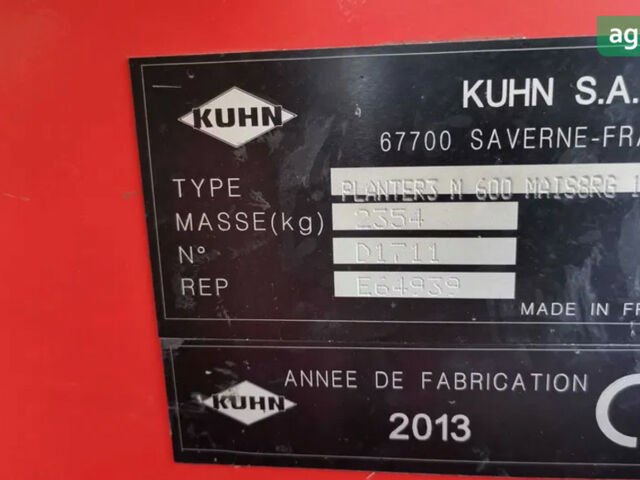 ag
KUHN
KUHN S.A.
67700 SAVERNE-FRA
TYPE PLANTER3 M 600 MAIS8RG 1
MASSE(kg) 2354
N° D1711
REP E64939
MADE IN FR
KUHN
ANNEE DE FABRICATION
2013